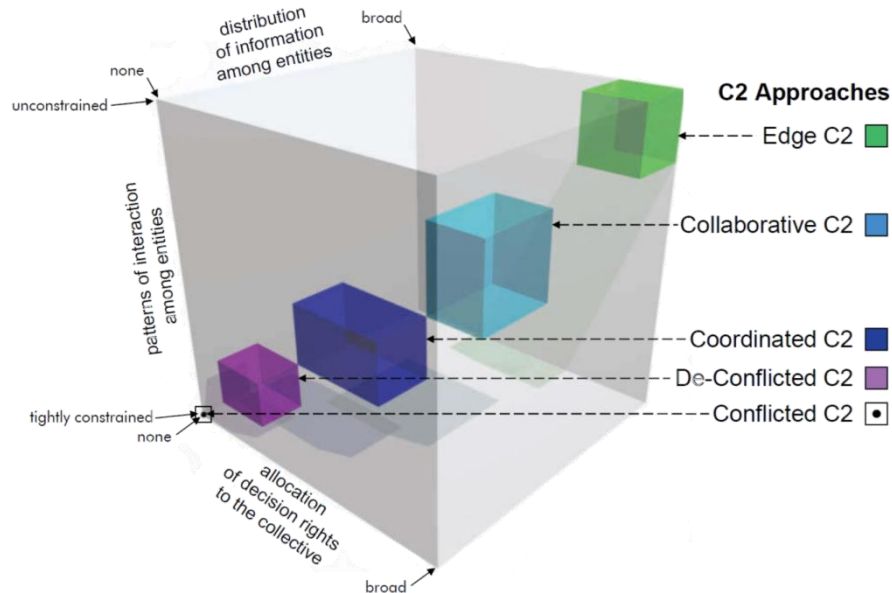 distribution
of information
among entities
broad
none
unconstrained
C2 Approaches
Edge C2
Collaborative C2
patterns of interaction
among entities
Coordinated C2
De-Conflicted C2
Conflicted C2
tightly constrained
none
allocation
of decision rights
to the collective
broad